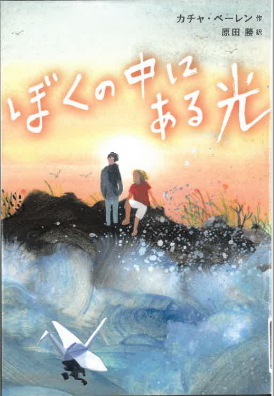 カチャ・ベーレン 作
原田 勝 訳
ぼくの中に
ある光